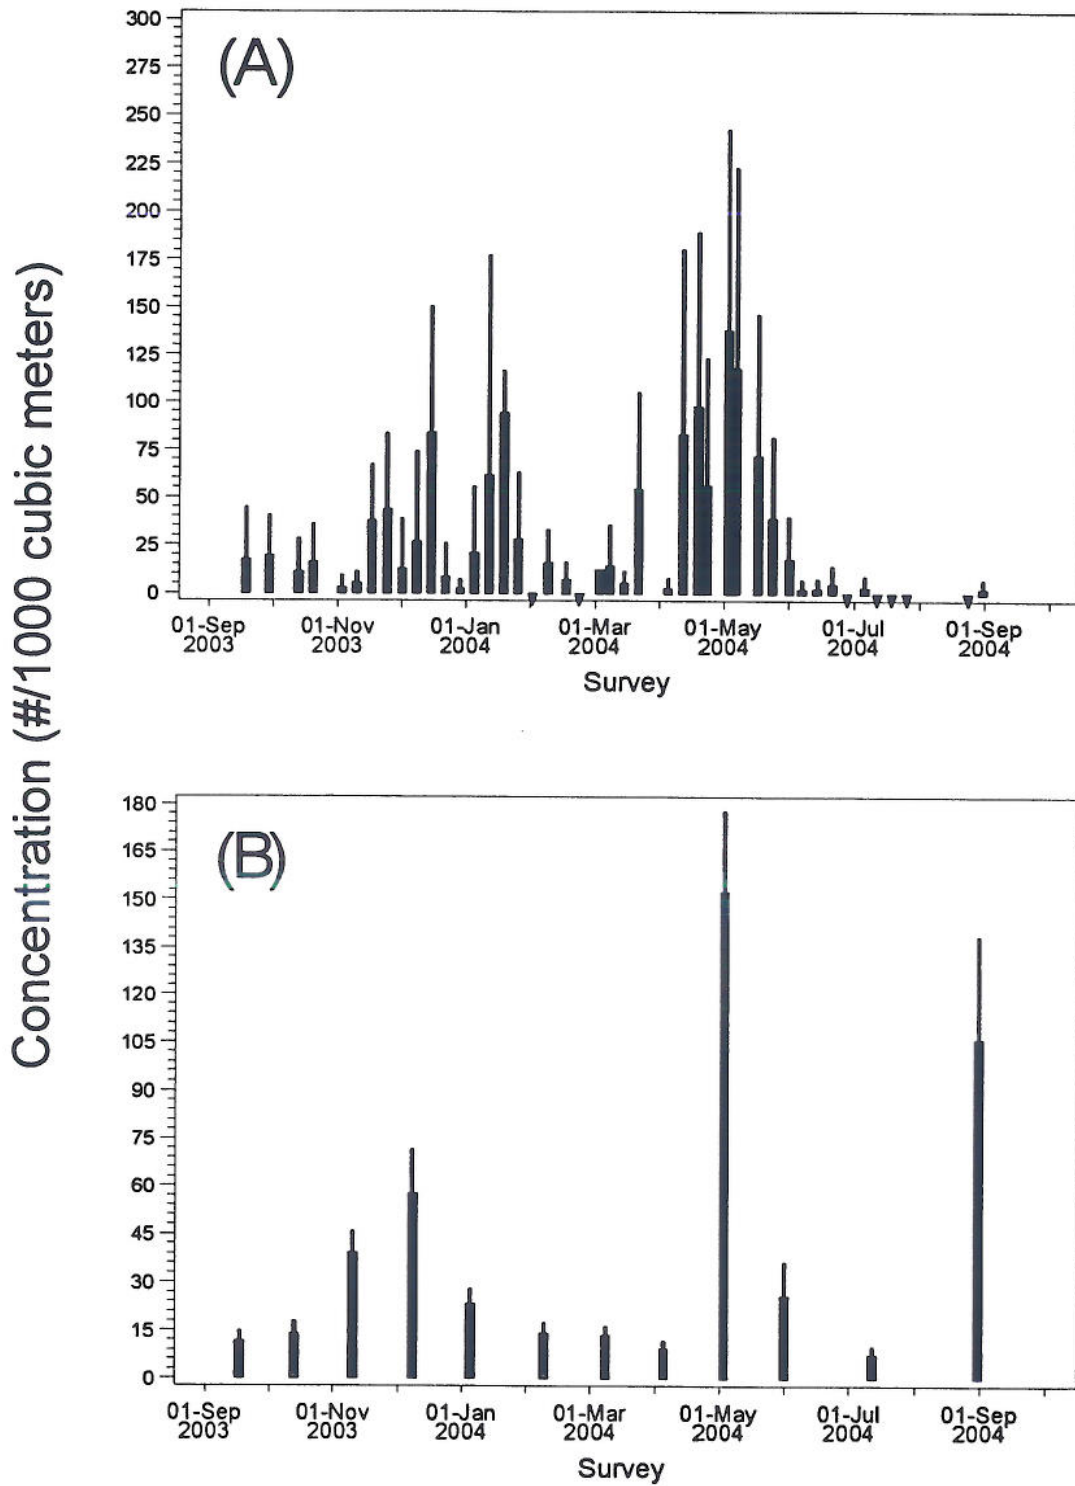 Concentration (#/1000 cubic meters)
(A)
300
275
250
225
200
175
150
125
100
75
50
25
0
01-Sep 01-Nov 01-Jan 01-Mar 01-May 01-Jul 01-Sep
2003 2003 2004 2004 2004 2004 2004
Survey
(B)
180
165
150
135
120
105
90
75
60
45
30
15
0
01-Sep 01-Nov 01-Jan 01-Mar 01-May 01-Jul 01-Sep
2003 2003 2004 2004 2004 2004 2004
Survey